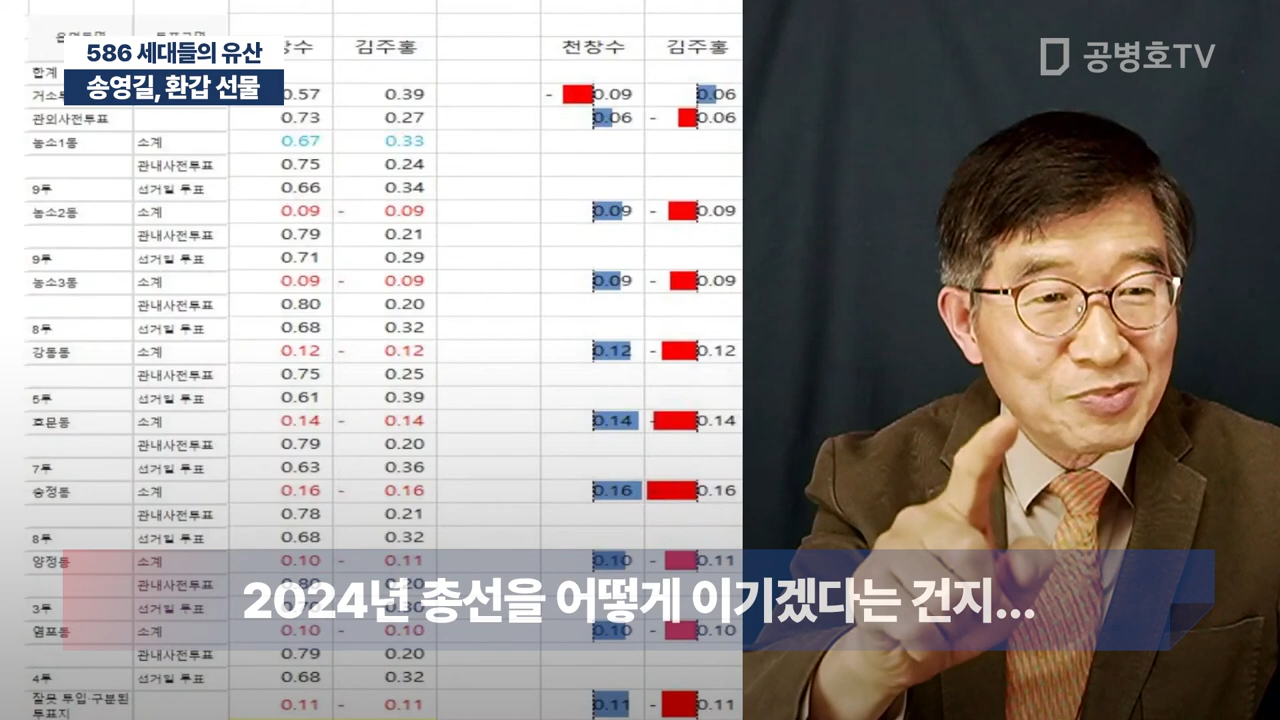 586 세대들의 유산
송영길, 환갑 선물
공병호TV
김주홍 천창수 김주홍
합계
0.57 0.39 - 0.09 0.06
관외사전투표 0.73 0.27 0.06 - 0.06
농소1동 소계 0.67 0.33
관내사전투표 0.75 0.24
9투 선거일 투표 0.66 0.34
농소2동 소계 0.09 - 0.09 0.09 - 0.09
관내사전투표 0.79 0.21
9투 선거일 투표 0.71 0.29
농소3동 소계 0.09 - 0.09 0.09 - 0.09
관내사전투표 0.80 0.20
8투 선거일 투표 0.68 0.32
강동동 소계 0.12 - 0.12 0.12 - 0.12
관내사전투표 0.75 0.25
5투 선거일 투표 0.61 0.39
효문동 소계 0.14 - 0.14 0.14 - 0.14
관내사전투표 0.79 0.20
7투 선거일 투표 0.63 0.36
송정동 소계 0.16 - 0.16 0.16 0.16
관내사전투표 0.78 0.21
8투 선거일 투표 0.68 0.32
양정동 소계 0.10 - 0.11 0.10 - 0.11
관내사전투표 0.80 0.20
3투 선거일 투표 0.30
염포동 소계 0.10 - 0.10 0.10 - 0.10
2024년 총선을 어떻게 이기겠다는 건지...
관내사전투표 0.79 0.20
4투 선거일 투표 0.68 0.32
잘못 투입·구분된
투표지 0.11 - 0.11 0.11 - 0.11